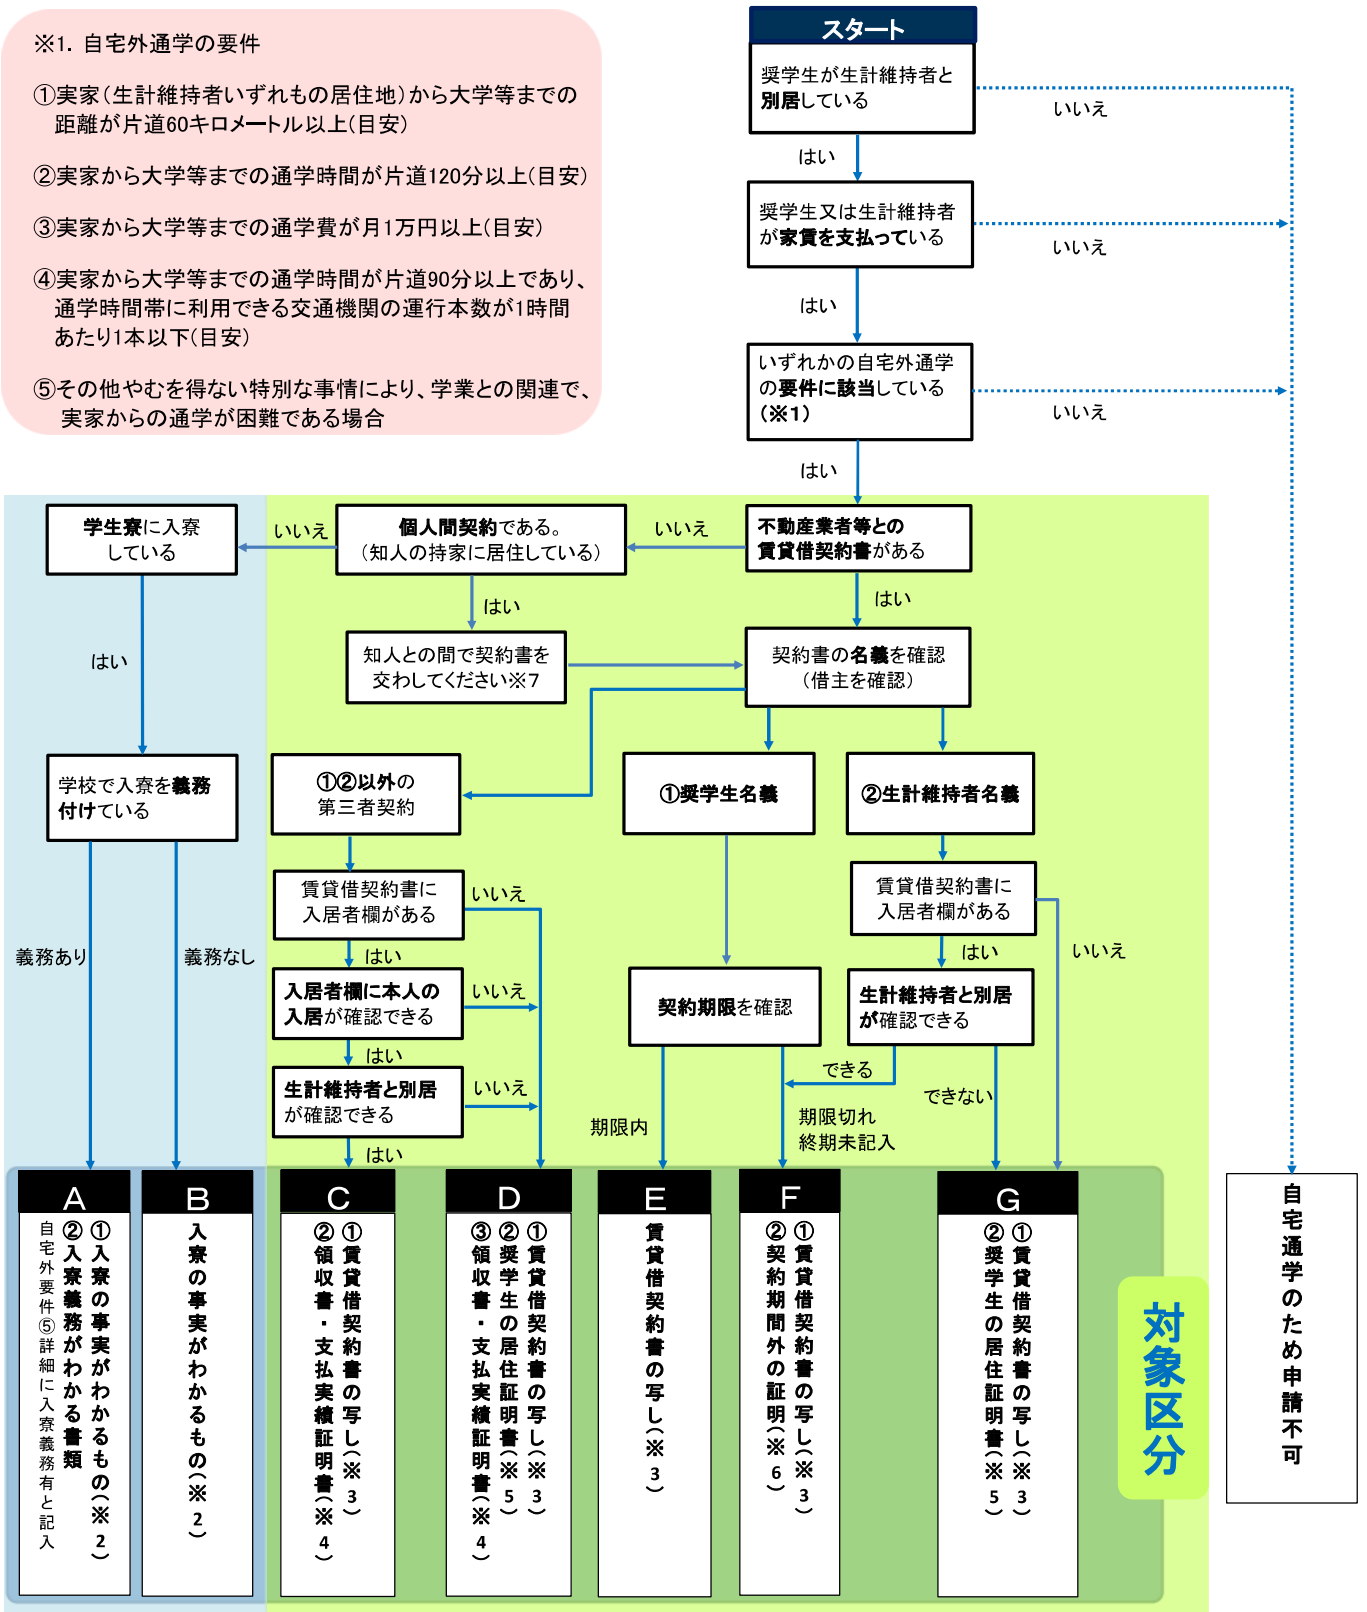 ※1．自宅外通学の要件
①実家（生計維持者いずれもの居住地）から大学等までの
距離が片道60キロメートル以上(目安)
②実家から大学等までの通学時間が片道120分以上(目安)
③実家から大学等までの通学費が月1万円以上(目安)
④実家から大学等までの通学時間が片道90分以上であり、
通学時間帯に利用できる交通機関の運行本数が1時間
あたり1本以下(目安)
⑤その他やむを得ない特別な事情により、学業との関連で、
実家からの通学が困難である場合
スタート
奨学生が生計維持者と
別居している
いいえ
はい
奨学生又は生計維持者
が家賃を支払っている
いいえ
はい
いずれかの自宅外通学
の要件に該当している
（※1）
いいえ
はい
不動産業者等との
賃貸借契約書がある
いいえ
はい
個人間契約である。
（知人の持家に居住している）
いいえ
はい
学生寮に入寮
している
はい
知人との間で契約書を
交わしてください※7
契約書の名義を確認
（借主を確認）
学校で入寮を義務
付けている
義務あり
義務なし
①②以外の
第三者契約
①奨学生名義
②生計維持者名義
賃貸借契約書に
入居者欄がある
いいえ
はい
入居者欄に本人の
入居が確認できる
いいえ
はい
生計維持者と別居
が確認できる
いいえ
はい
契約期限を確認
期限内
期限切れ
終期未記入
賃貸借契約書に
入居者欄がある
いいえ
はい
生計維持者と別居
が確認できる
できる
できない
A
①入寮の事実がわかるもの(※2)
②入寮義務がわかる書類
自宅外要件⑤詳細に入寮義務有と記入
B
入寮の事実がわかるもの(※2)
C
①賃貸借契約書の写し(※3)
②領収書・支払実績証明書(※4)
D
①賃貸借契約書の写し(※3)
②奨学生の居住証明書(※5)
③領収書・支払実績証明書(※4)
E
賃貸借契約書の写し(※3)
F
①賃貸借契約書の写し(※3)
②契約期間外の証明(※6)
G
①賃貸借契約書の写し(※3)
②奨学生の居住証明書(※5)
対象区分
自宅通学のため申請不可